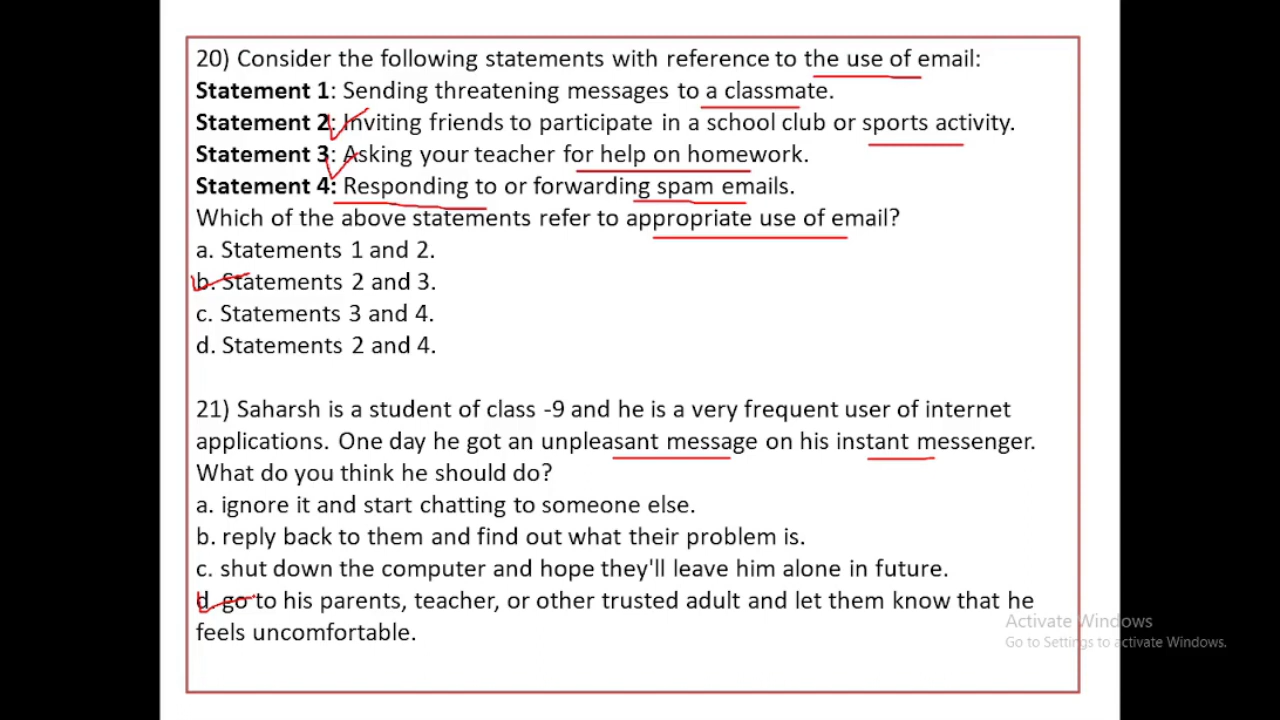 20) Consider the following statements with reference to the use of email:
Statement 1: Sending threatening messages to a classmate.
Statement 2: Inviting friends to participate in a school club or sports activity.
Statement 3: Asking your teacher for help on homework.
Statement 4: Responding to or forwarding spam emails.
Which of the above statements refer to appropriate use of email?
a. Statements 1 and 2.
b. Statements 2 and 3.
c. Statements 3 and 4.
d. Statements 2 and 4.
21) Saharsh is a student of class -9 and he is a very frequent user of internet
applications. One day he got an unpleasant message on his instant messenger.
What do you think he should do?
a. ignore it and start chatting to someone else.
b. reply back to them and find out what their problem is.
c. shut down the computer and hope they'll leave him alone in future.
d. go to his parents, teacher, or other trusted adult and let them know that he
feels uncomfortable.
Activate Windows
Go to Settings to activate Windows.